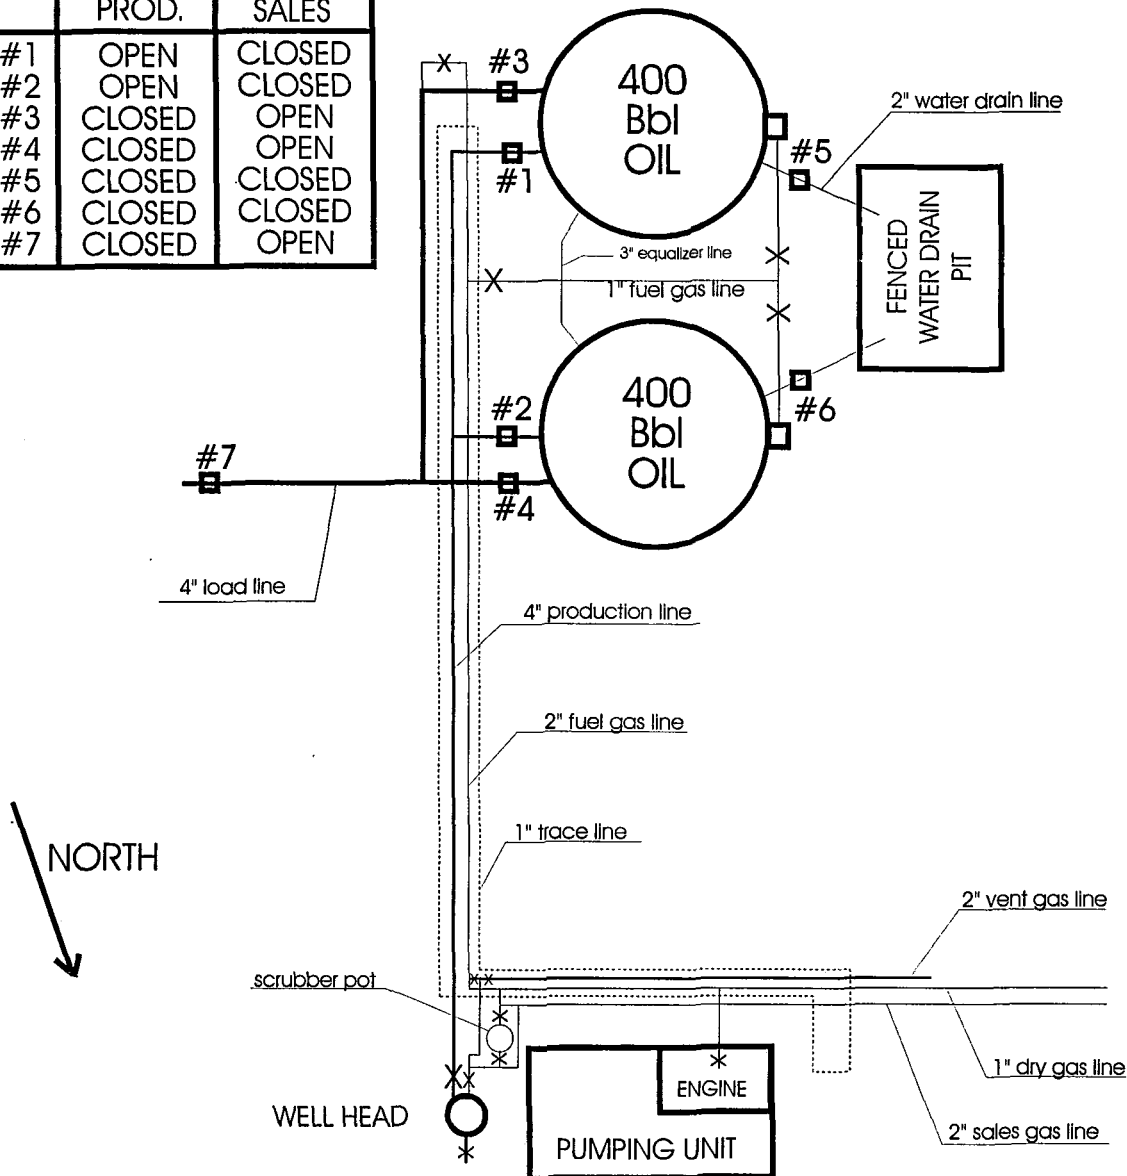 PROD. SALES
#1 OPEN CLOSED
#2 OPEN CLOSED
#3 CLOSED OPEN
#4 CLOSED OPEN
#5 CLOSED CLOSED
#6 CLOSED CLOSED
#7 CLOSED OPEN
#3
400
Bbl
OIL
#1
2" water drain line
#5
FENCED
WATER DRAIN
PIT
3" equalizer line
1" fuel gas line
#2
400
Bbl
OIL
#6
#7
#4
4" load line
4" production line
2" fuel gas line
1" trace line
NORTH
2" vent gas line
scrubber pot
1" dry gas line
ENGINE
WELL HEAD
PUMPING UNIT
2" sales gas line